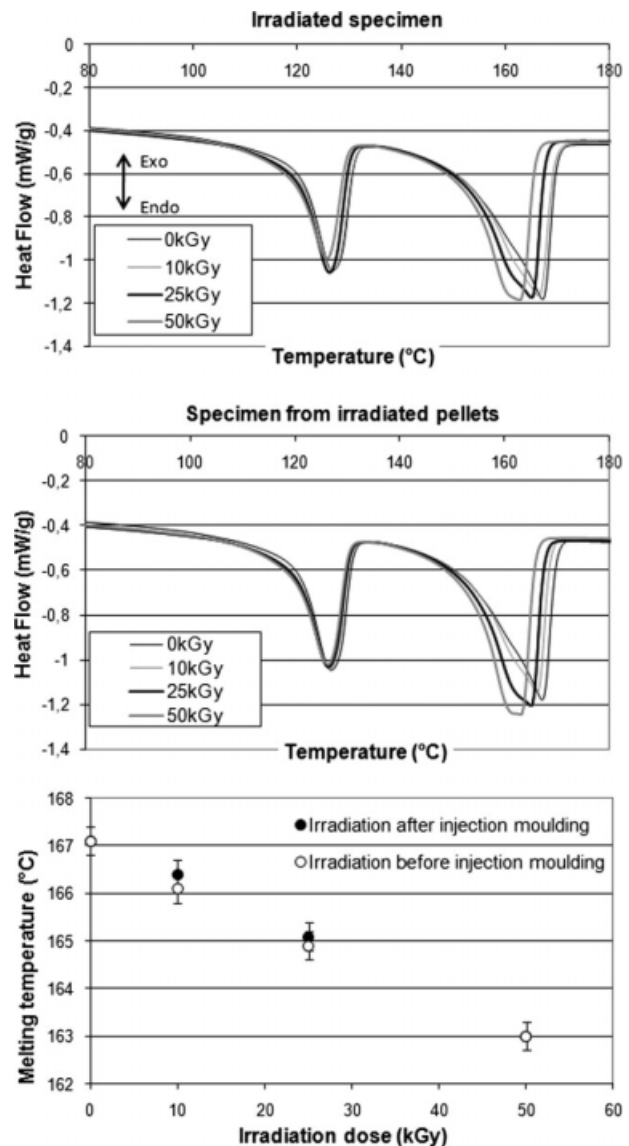 Irradiated specimen
0
80 100 120 140 160 180
-0,2
-0,4
-0,6
-0,8
-1
-1,2
-1,4
Heat Flow (mW/g)
Exo
Endo
0kGy
10kGy
25kGy
50kGy
Temperature (ºC)
Specimen from irradiated pellets
0
80 100 120 140 160 180
-0,2
-0,4
-0,6
-0,8
-1
-1,2
-1,4
Heat Flow (mW/g)
0kGy
10kGy
25kGy
50kGy
Temperature (ºC)
168
167
166
165
164
163
162
Melting temperature (°C)
Irradiation after injection moulding
Irradiation before injection moulding
0 10 20 30 40 50 60
Irradiation dose (kGy)